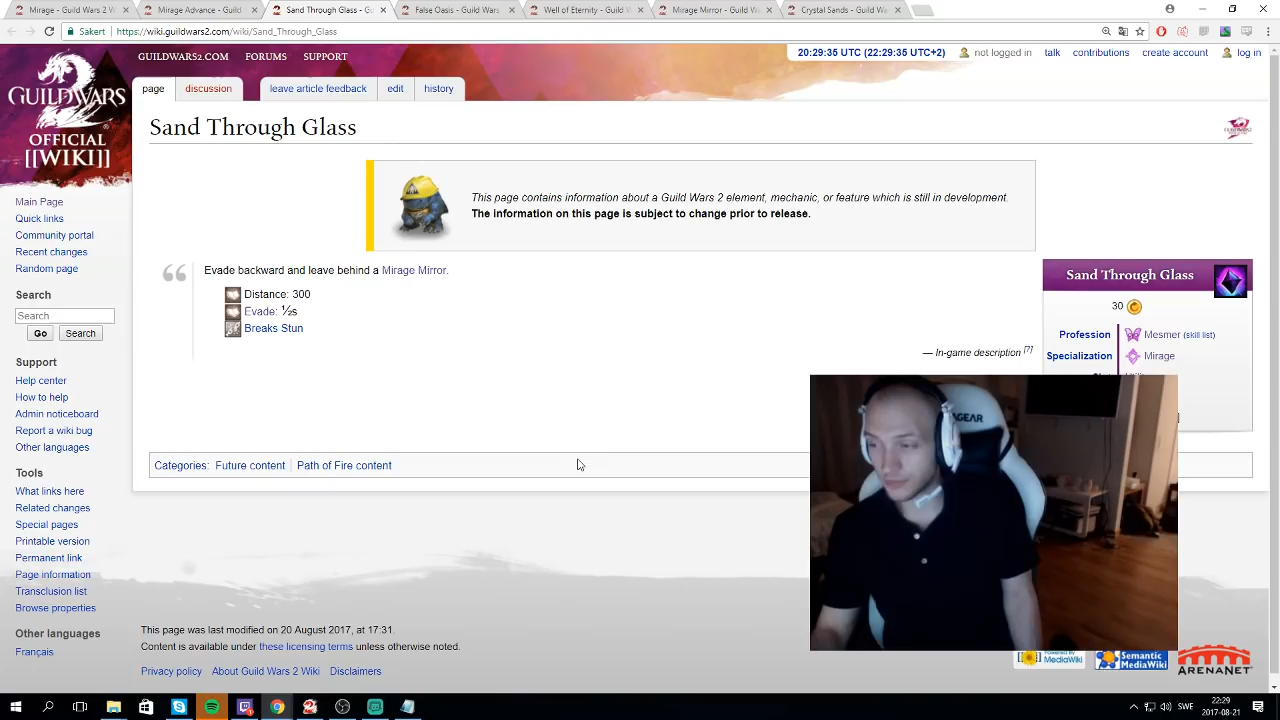 Mirage - Guild Wars 2 W
Mirage Advance - Guild
Sand Through Glass - Gu
False Oasis - Guild Wars
Well of Eternity - Guild W
Mirage Mirror - Guild Wa
Crystal Sands - Guild Wa
Säkert
https://wiki.guildwars2.com/wiki/Sand_Through_Glass
GUILDWARS2.COM FORUMS SUPPORT
20:29:35 UTC (22:29:35 UTC+2) not logged in talk contributions create account log in
page discussion leave article feedback edit history
GUILD WARS 2
OFFICIAL
[[WIKI]]
Main Page
Quick links
Community portal
Recent changes
Random page
Search
Search
Go Search
Support
Help center
How to help
Admin noticeboard
Report a wiki bug
Other languages
Tools
What links here
Related changes
Special pages
Printable version
Permanent link
Page information
Transclusion list
Browse properties
Other languages
Français
Sand Through Glass
This page contains information about a Guild Wars 2 element, mechanic, or feature which is still in development.
The information on this page is subject to change prior to release.
Evade backward and leave behind a Mirage Mirror.
Distance: 300
Evade: ½s
Breaks Stun
— In-game description [?]
Sand Through Glass
30
Profession Mesmer (skill list)
Specialization Mirage
Categories: Future content Path of Fire content
AGEAR
This page was last modified on 20 August 2017, at 17:31.
Content is available under these licensing terms unless otherwise noted.
Privacy policy About Guild Wars 2 Wiki Disclaimers
Powered By
MediaWiki
Semantic
MediaWiki
ARENANET
SWE
22:29
2017-08-21